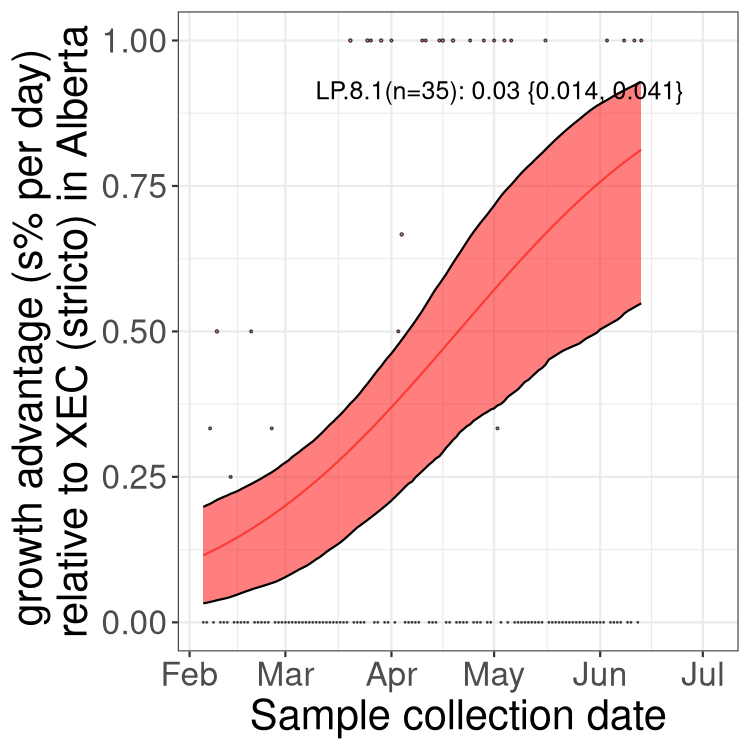 growth advantage (s% per day)
relative to XEC (stricto) in Alberta
1.00
0.75
0.50
0.25
0.00
LP.8.1(n=35): 0.03 {0.014, 0.041}
Feb Mar Apr May Jun Jul
Sample collection date